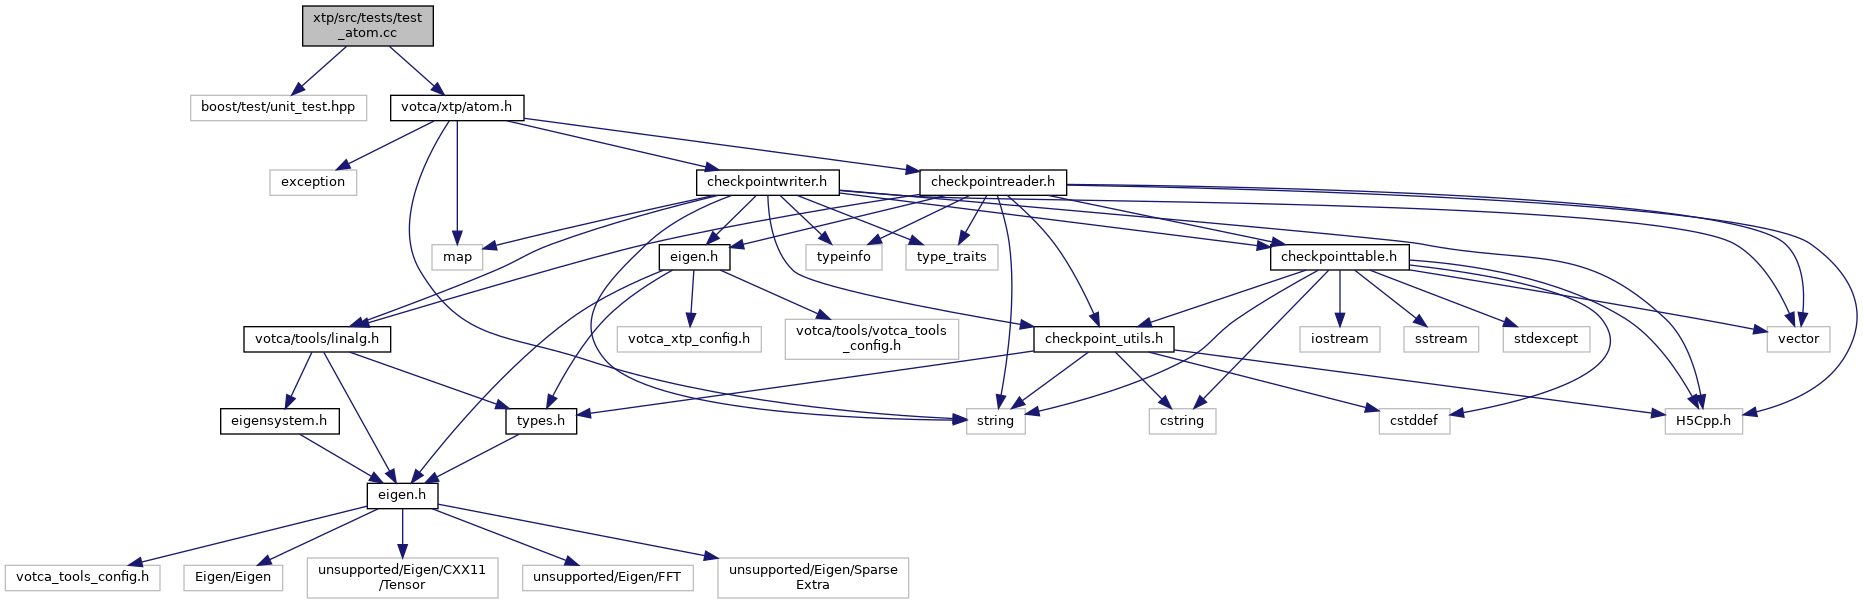 xtp/src/tests/test
_atom.cc
boost/test/unit_test.hpp
votca/xtp/atom.h
exception
checkpointwriter.h
checkpointreader.h
map
eigen.h
typeinfo
type_traits
checkpointtable.h
votca/tools/linalg.h
votca_xtp_config.h
votca/tools/votca_tools
_config.h
checkpoint_utils.h
iostream
sstream
stdexcept
vector
eigensystem.h
types.h
string
cstring
cstddef
H5Cpp.h
eigen.h
votca_tools_config.h
Eigen/Eigen
unsupported/Eigen/CXX11
/Tensor
unsupported/Eigen/FFT
unsupported/Eigen/Sparse
Extra